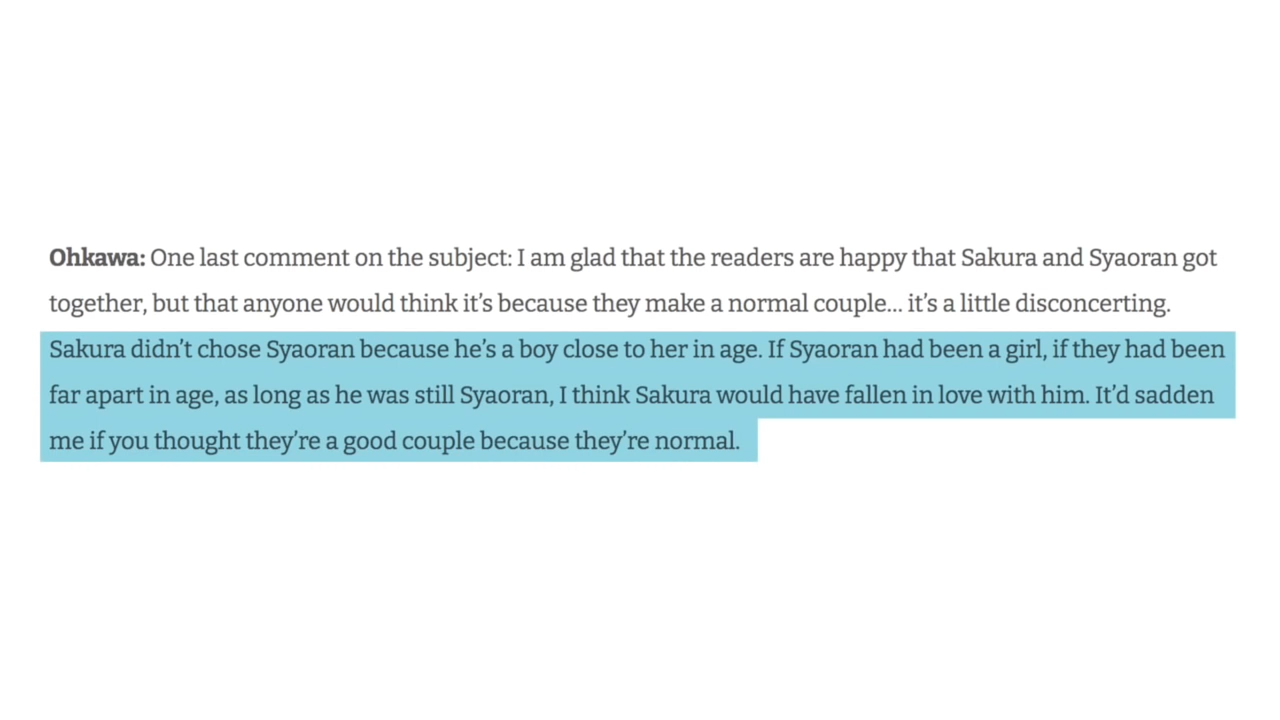 Ohkawa: One last comment on the subject: I am glad that the readers are happy that Sakura and Syaoran got
together, but that anyone would think it's because they make a normal couple... it's a little disconcerting.
Sakura didn't chose Syaoran because he's a boy close to her in age. If Syaoran had been a girl, if they had been
far apart in age, as long as he was still Syaoran, I think Sakura would have fallen in love with him. It'd sadden
me if you thought they're a good couple because they're normal.